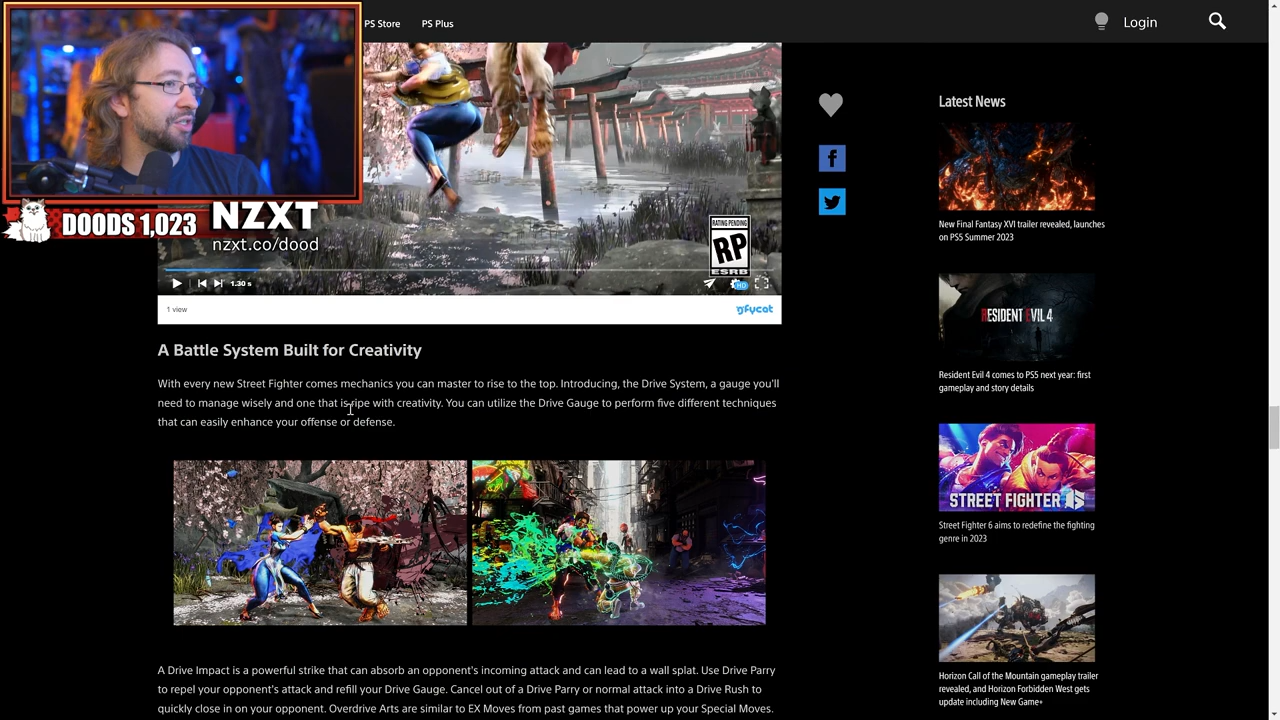 PS Store
PS Plus
Login
DOODS 1,023
NZXT
nzxt.co/dood
RATING PENDING
RP
ESRB
1.30 s
HD
1 view
gfycat
A Battle System Built for Creativity
With every new Street Fighter comes mechanics you can master to rise to the top. Introducing, the Drive System, a gauge you'll
need to manage wisely and one that is ripe with creativity. You can utilize the Drive Gauge to perform five different techniques
that can easily enhance your offense or defense.
A Drive Impact is a powerful strike that can absorb an opponent's incoming attack and can lead to a wall splat. Use Drive Parry
to repel your opponent's attack and refill your Drive Gauge. Cancel out of a Drive Parry or normal attack into a Drive Rush to
quickly close in on your opponent. Overdrive Arts are similar to EX Moves from past games that power up your Special Moves.
Latest News
New Final Fantasy XVI trailer revealed, launches
on PS5 Summer 2023
RESIDENT EVIL 4
Resident Evil 4 comes to PS5 next year: first
gameplay and story details
STREET FIGHTER 6
Street Fighter 6 aims to redefine the fighting
genre in 2023
Horizon Call of the Mountain gameplay trailer
revealed, and Horizon Forbidden West gets
update including New Game+